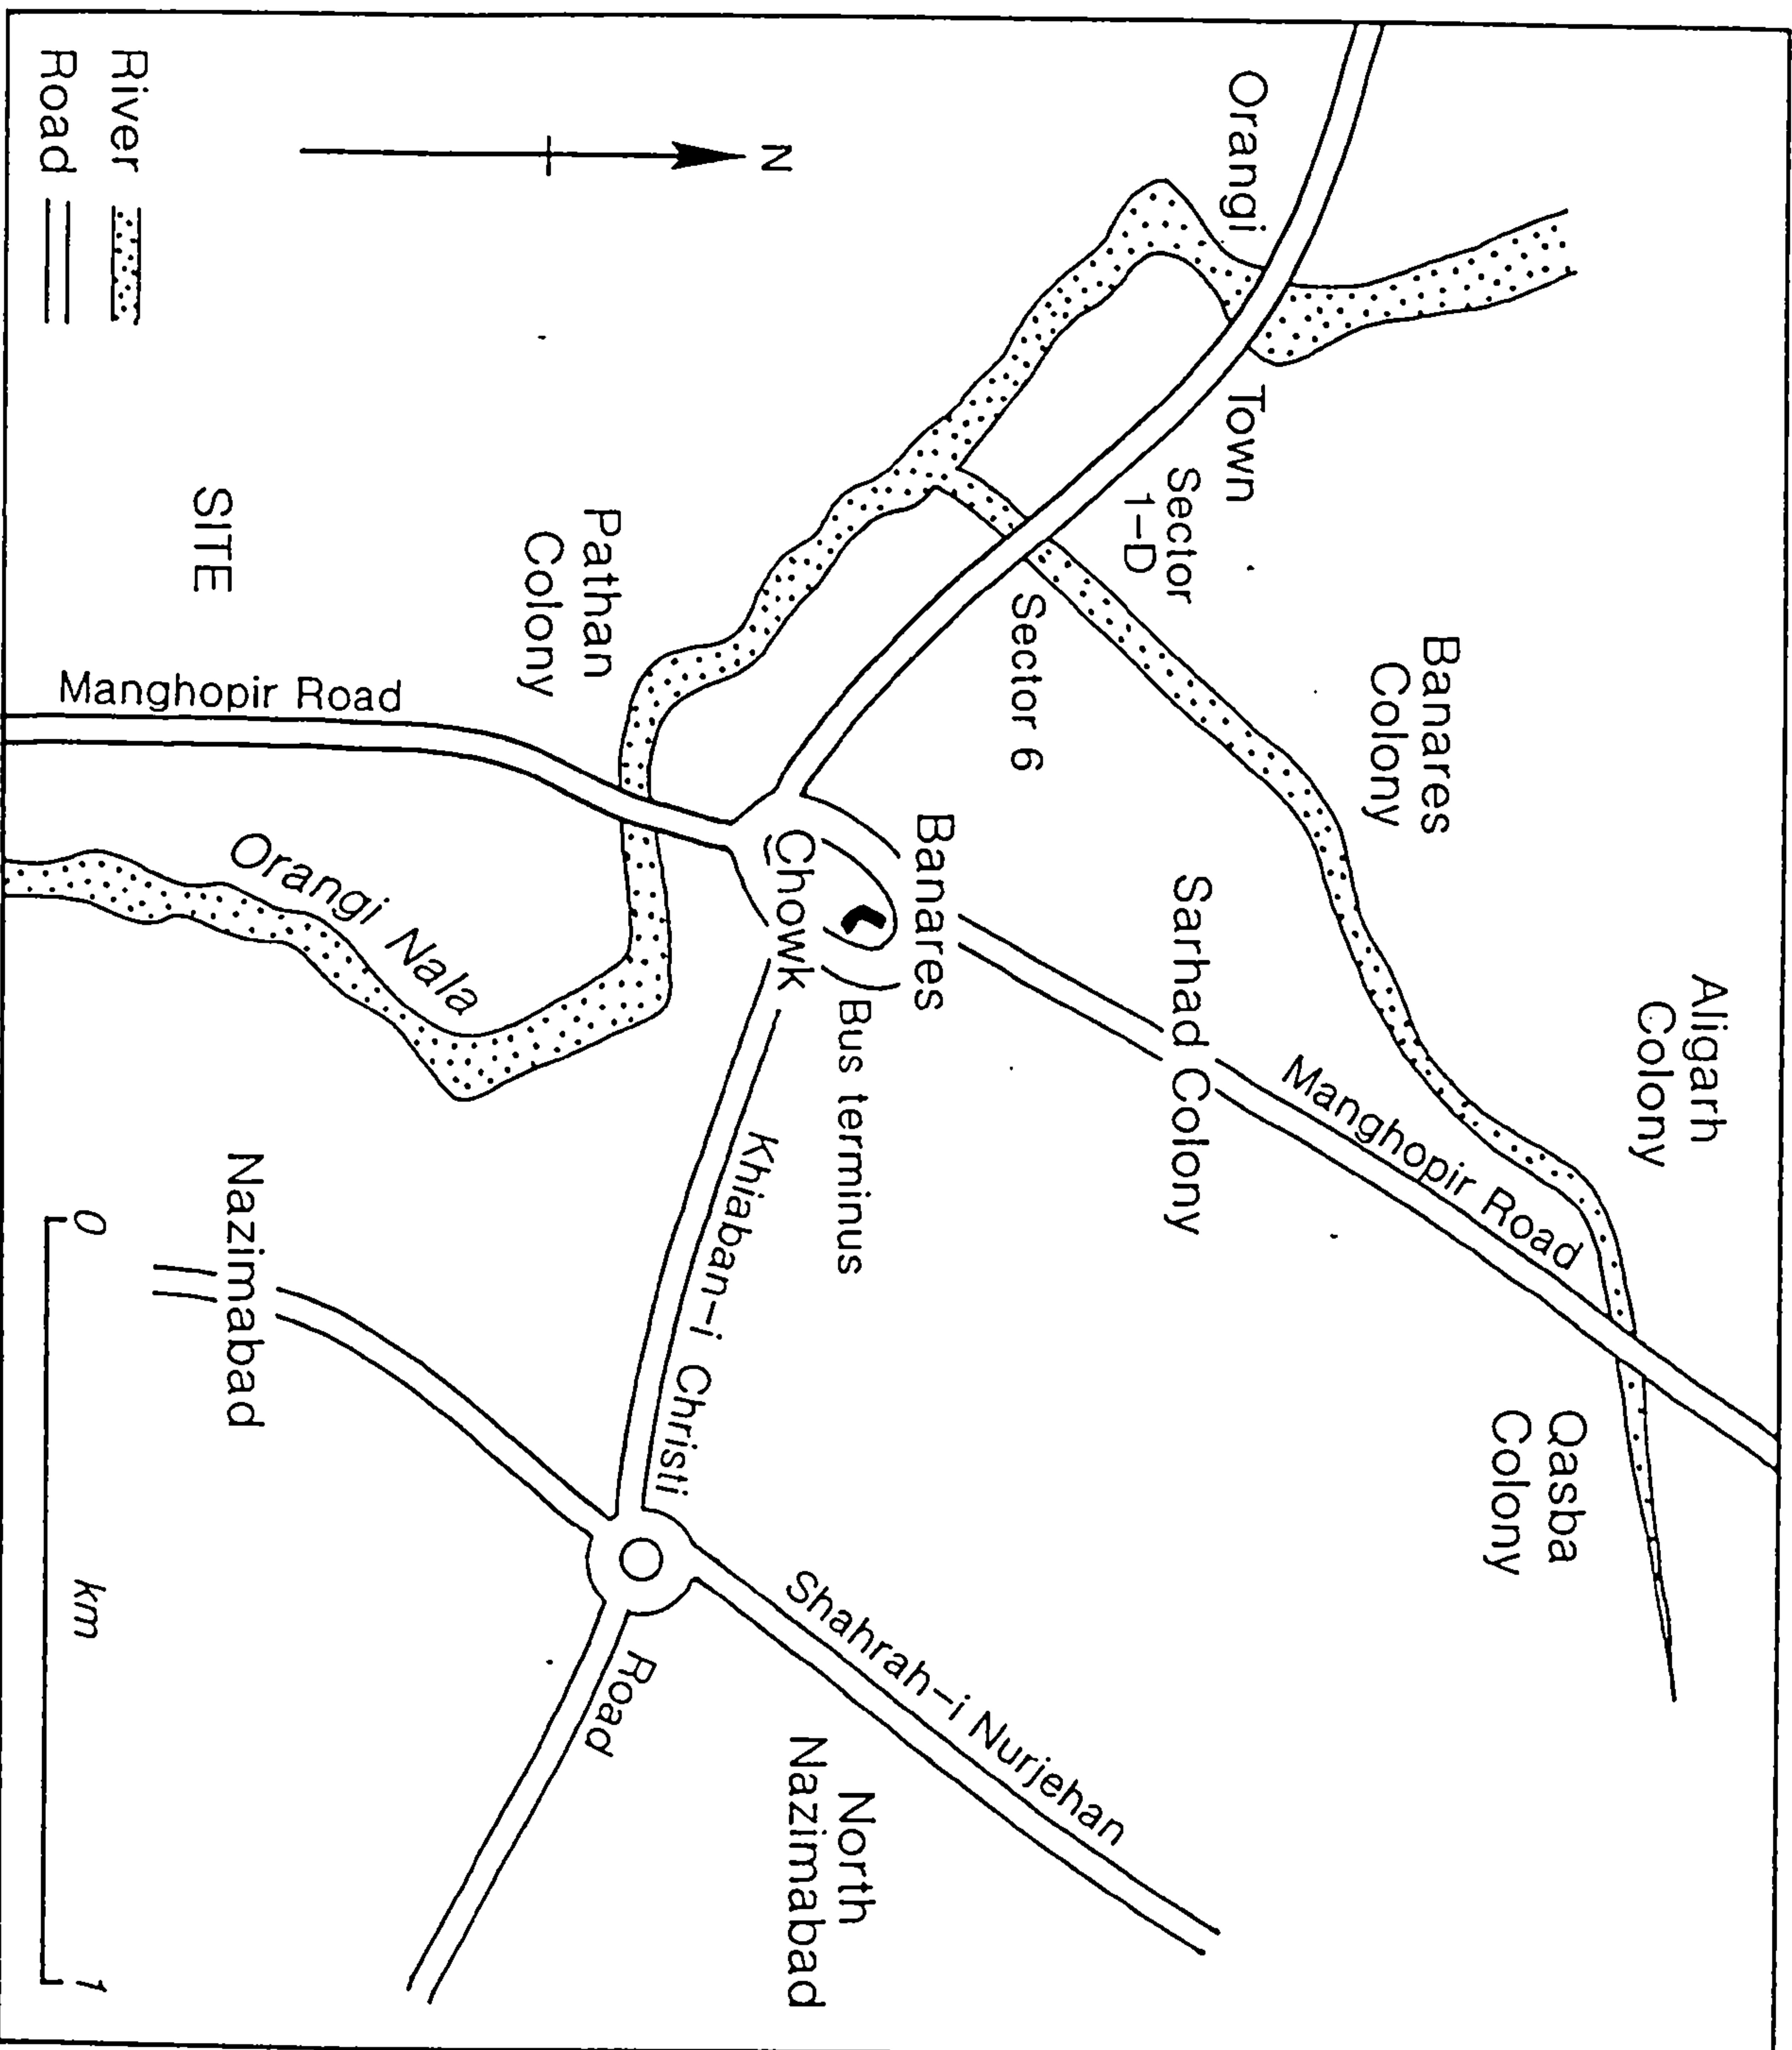 Aligarh
Colony
Qasba
Colony
Banares
Colony
Manghopir Road
Orangi Town
Sector
1-D
Sarhad Colony
Sector 6
Banares
Chowk
Bus terminus
Shahrah-i Nurjehan
North
Nazimabad
Khiaban-i Christi
Road
Pathan
Colony
Orangi Nala
SITE
Manghopir Road
Nazimabad
N
River
Road
0 1
km